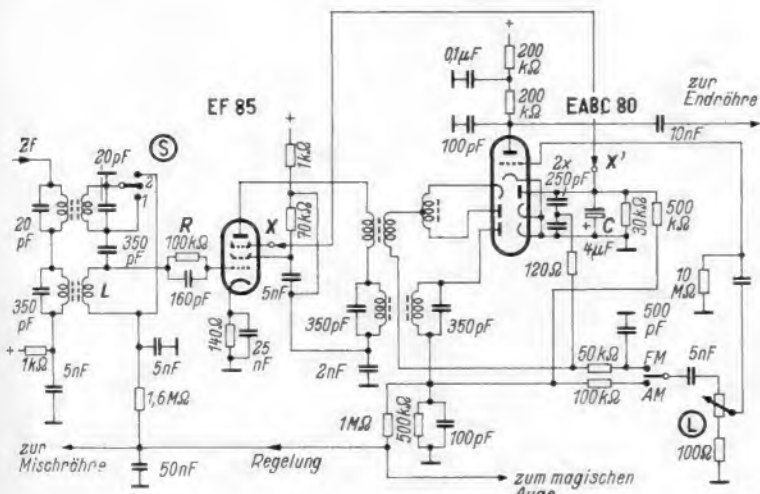 0,1µF
200
kΩ
200
kΩ
zur
Endröhre
EF 85
EABC 80
10nF
Zf
20pF
S
2
1
20
pF
350
pF
1kΩ
70kΩ
100pF
2x
250pF
X'
R
100kΩ
X
160pF
5nF
C
4µF
30kΩ
500
kΩ
350
pF
L
120Ω
10
MΩ
350pF
350pF
500
pF
1kΩ
5nF
5nF
140Ω
25
nF
2nF
50kΩ
FM
5nF
100kΩ
AM
1,6MΩ
1MΩ
500kΩ
100pF
L
100Ω
zur
Mischröhre
50nF
Regelung
zum magischen
Auge